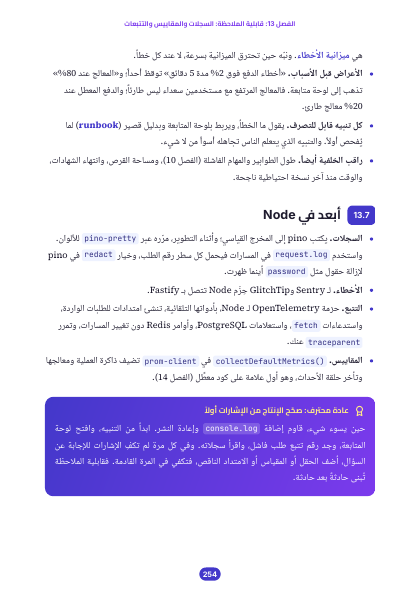 الفصل 13: قابلية الملاحظة: السجلات والمقاييس والتتبعات
هي ميزانية الأخطاء. ونبّه حين تحترق الميزانية بسرعة، لا عند كل خطأ.
• الأعراض قبل الأسباب. «أخطاء الدفع فوق 2% مدة 5 دقائق» توقظ أحداً؛ و«المعالج عند 80%»
تذهب إلى لوحة متابعة. فالمعالج المرتفع مع مستخدمين سعداء ليس طارئاً؛ والدفع المعطل عند
20% معالج طارئ.
• كل تنبيه قابل للتصرف. يقول ما الخطأ، ويربط بلوحة المتابعة وبدليل قصير (runbook) لما
يُفحص أولاً. والتنبيه الذي يتعلم الناس تجاهله أسوأ من لا شيء.
• راقب الخلفية أيضاً. طول الطوابير والمهام الفاشلة (الفصل 10)، ومساحة القرص، وانتهاء الشهادات،
والوقت منذ آخر نسخة احتياطية ناجحة.
13.7 أبعد في Node
• السجلات. يكتب pino إلى المخرج القياسي؛ وأثناء التطوير، مرّره عبر pino-pretty للألوان.
واستخدم request.log في المسارات فيحمل كل سطر رقم الطلب، وخيار redact في pino
لإزالة حقول مثل password أينما ظهرت.
• الأخطاء. لـ Sentry وGlitchTip حزم Node تتصل بـ Fastify.
• التتبع. حزمة OpenTelemetry لـ Node، بأدواتها التلقائية، تنشئ امتدادات للطلبات الواردة،
واستدعاءات fetch، واستعلامات PostgreSQL، وأوامر Redis دون تغيير المسارات، وتمرر
traceparent عنك.
• المقاييس. collectDefaultMetrics() في prom-client تضيف ذاكرة العملية ومعالجها
وتأخر حلقة الأحداث، وهو أول علامة على كود معطِّل (الفصل 14).
عادة محترف: صحّح الإنتاج من الإشارات أولاً
حين يسوء شيء، قاوم إضافة console.log وإعادة النشر. ابدأ من التنبيه، وافتح لوحة
المتابعة، وجد رقم تتبع طلب فاشل، واقرأ سجلاته. وفي كل مرة لم تكفِ الإشارات للإجابة عن
السؤال، أضف الحقل أو المقياس أو الامتداد الناقص، فتكفي في المرة القادمة. فقابلية الملاحظة
تُبنى حادثةً بعد حادثة.
254